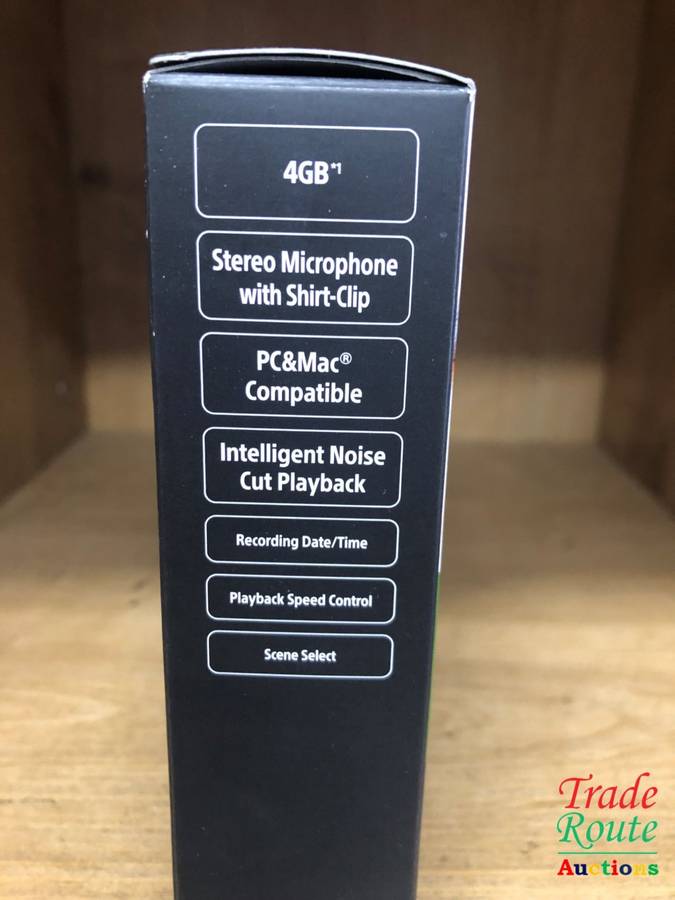 4GB*1
Stereo Microphone
with Shirt-Clip
PC&Mac®
Compatible
Intelligent Noise
Cut Playback
Recording Date/Time
Playback Speed Control
Scene Select
Trade
Route
Auctions